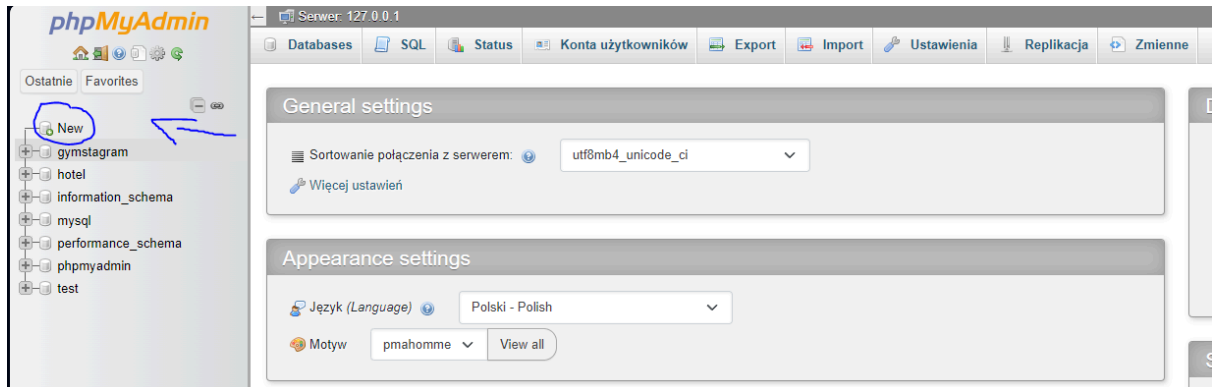 phpMyAdmin
Ostatnie Favorites
New
gymstagram
hotel
information_schema
mysql
performance_schema
phpmyadmin
test
← Serwer: 127.0.0.1
Databases SQL Status Konta użytkowników Export Import Ustawienia Replikacja Zmienne
General settings
Sortowanie połączenia z serwerem: utf8mb4_unicode_ci
Więcej ustawień
Appearance settings
Język (Language) Polski - Polish
Motyw pmahomme View all